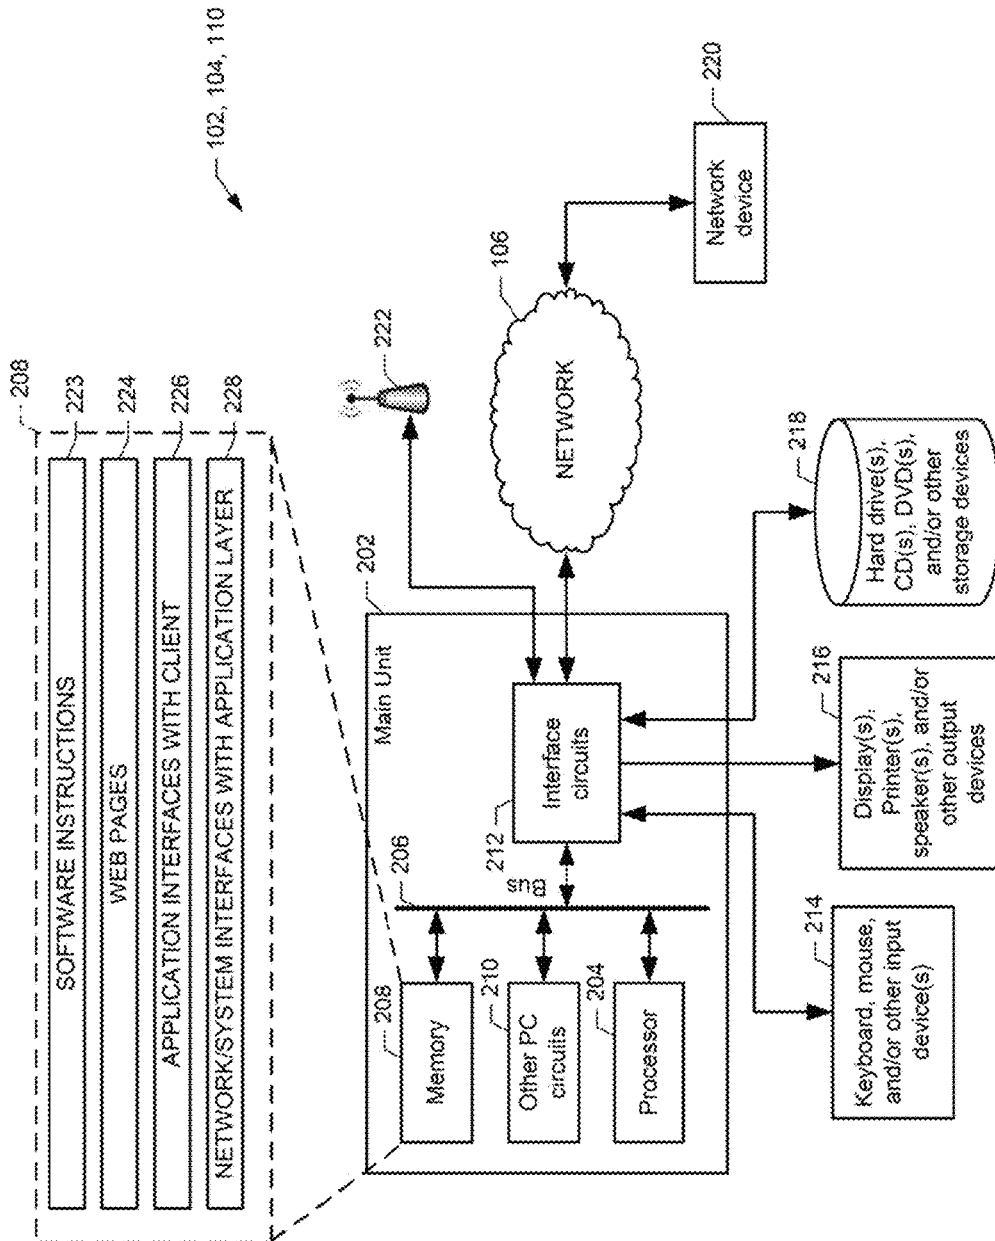 102, 104, 110
208
SOFTWARE INSTRUCTIONS
223
WEB PAGES
224
APPLICATION INTERFACES WITH CLIENT
226
NETWORK/SYSTEM INTERFACES WITH APPLICATION LAYER
228
Main Unit
202
208
Memory
210
Other PC
circuits
204
Processor
206
Bus
212
Interface
circuits
222
106
NETWORK
220
Network
device
214
Keyboard, mouse,
and/or other input
device(s)
216
Display(s),
Printer(s),
speaker(s), and/or
other output
devices
218
Hard drive(s),
CD(s), DVD(s),
and/or other
storage devices